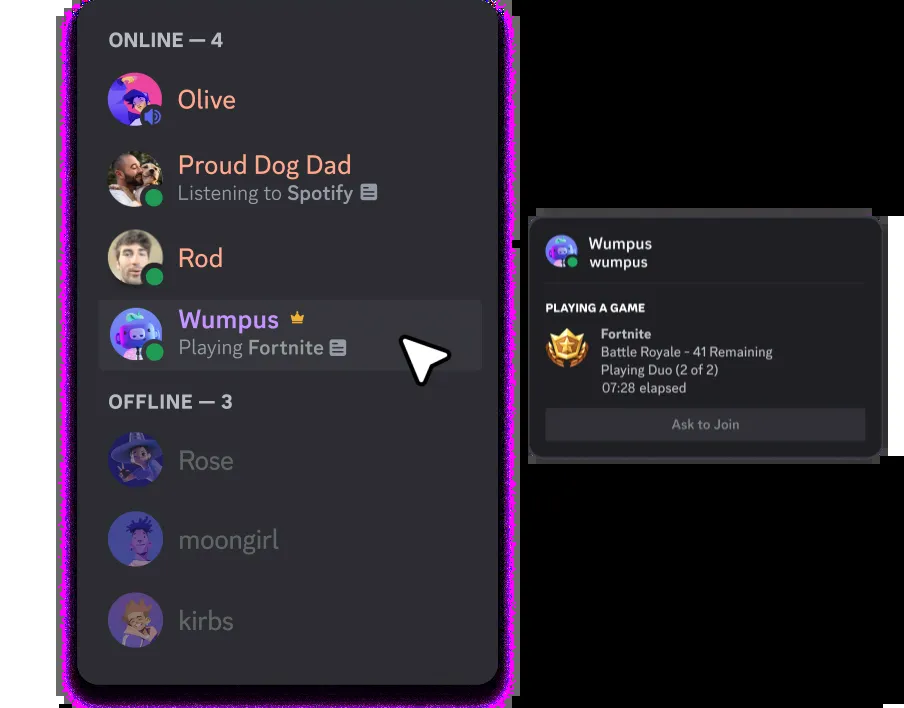 ONLINE — 4
Olive
Proud Dog Dad
Listening to Spotify
Rod
Wumpus
Playing Fortnite
OFFLINE — 3
Rose
moongirl
kirbs
Wumpus
wumpus
PLAYING A GAME
Fortnite
Battle Royale - 41 Remaining
Playing Duo (2 of 2)
07:28 elapsed
Ask to Join